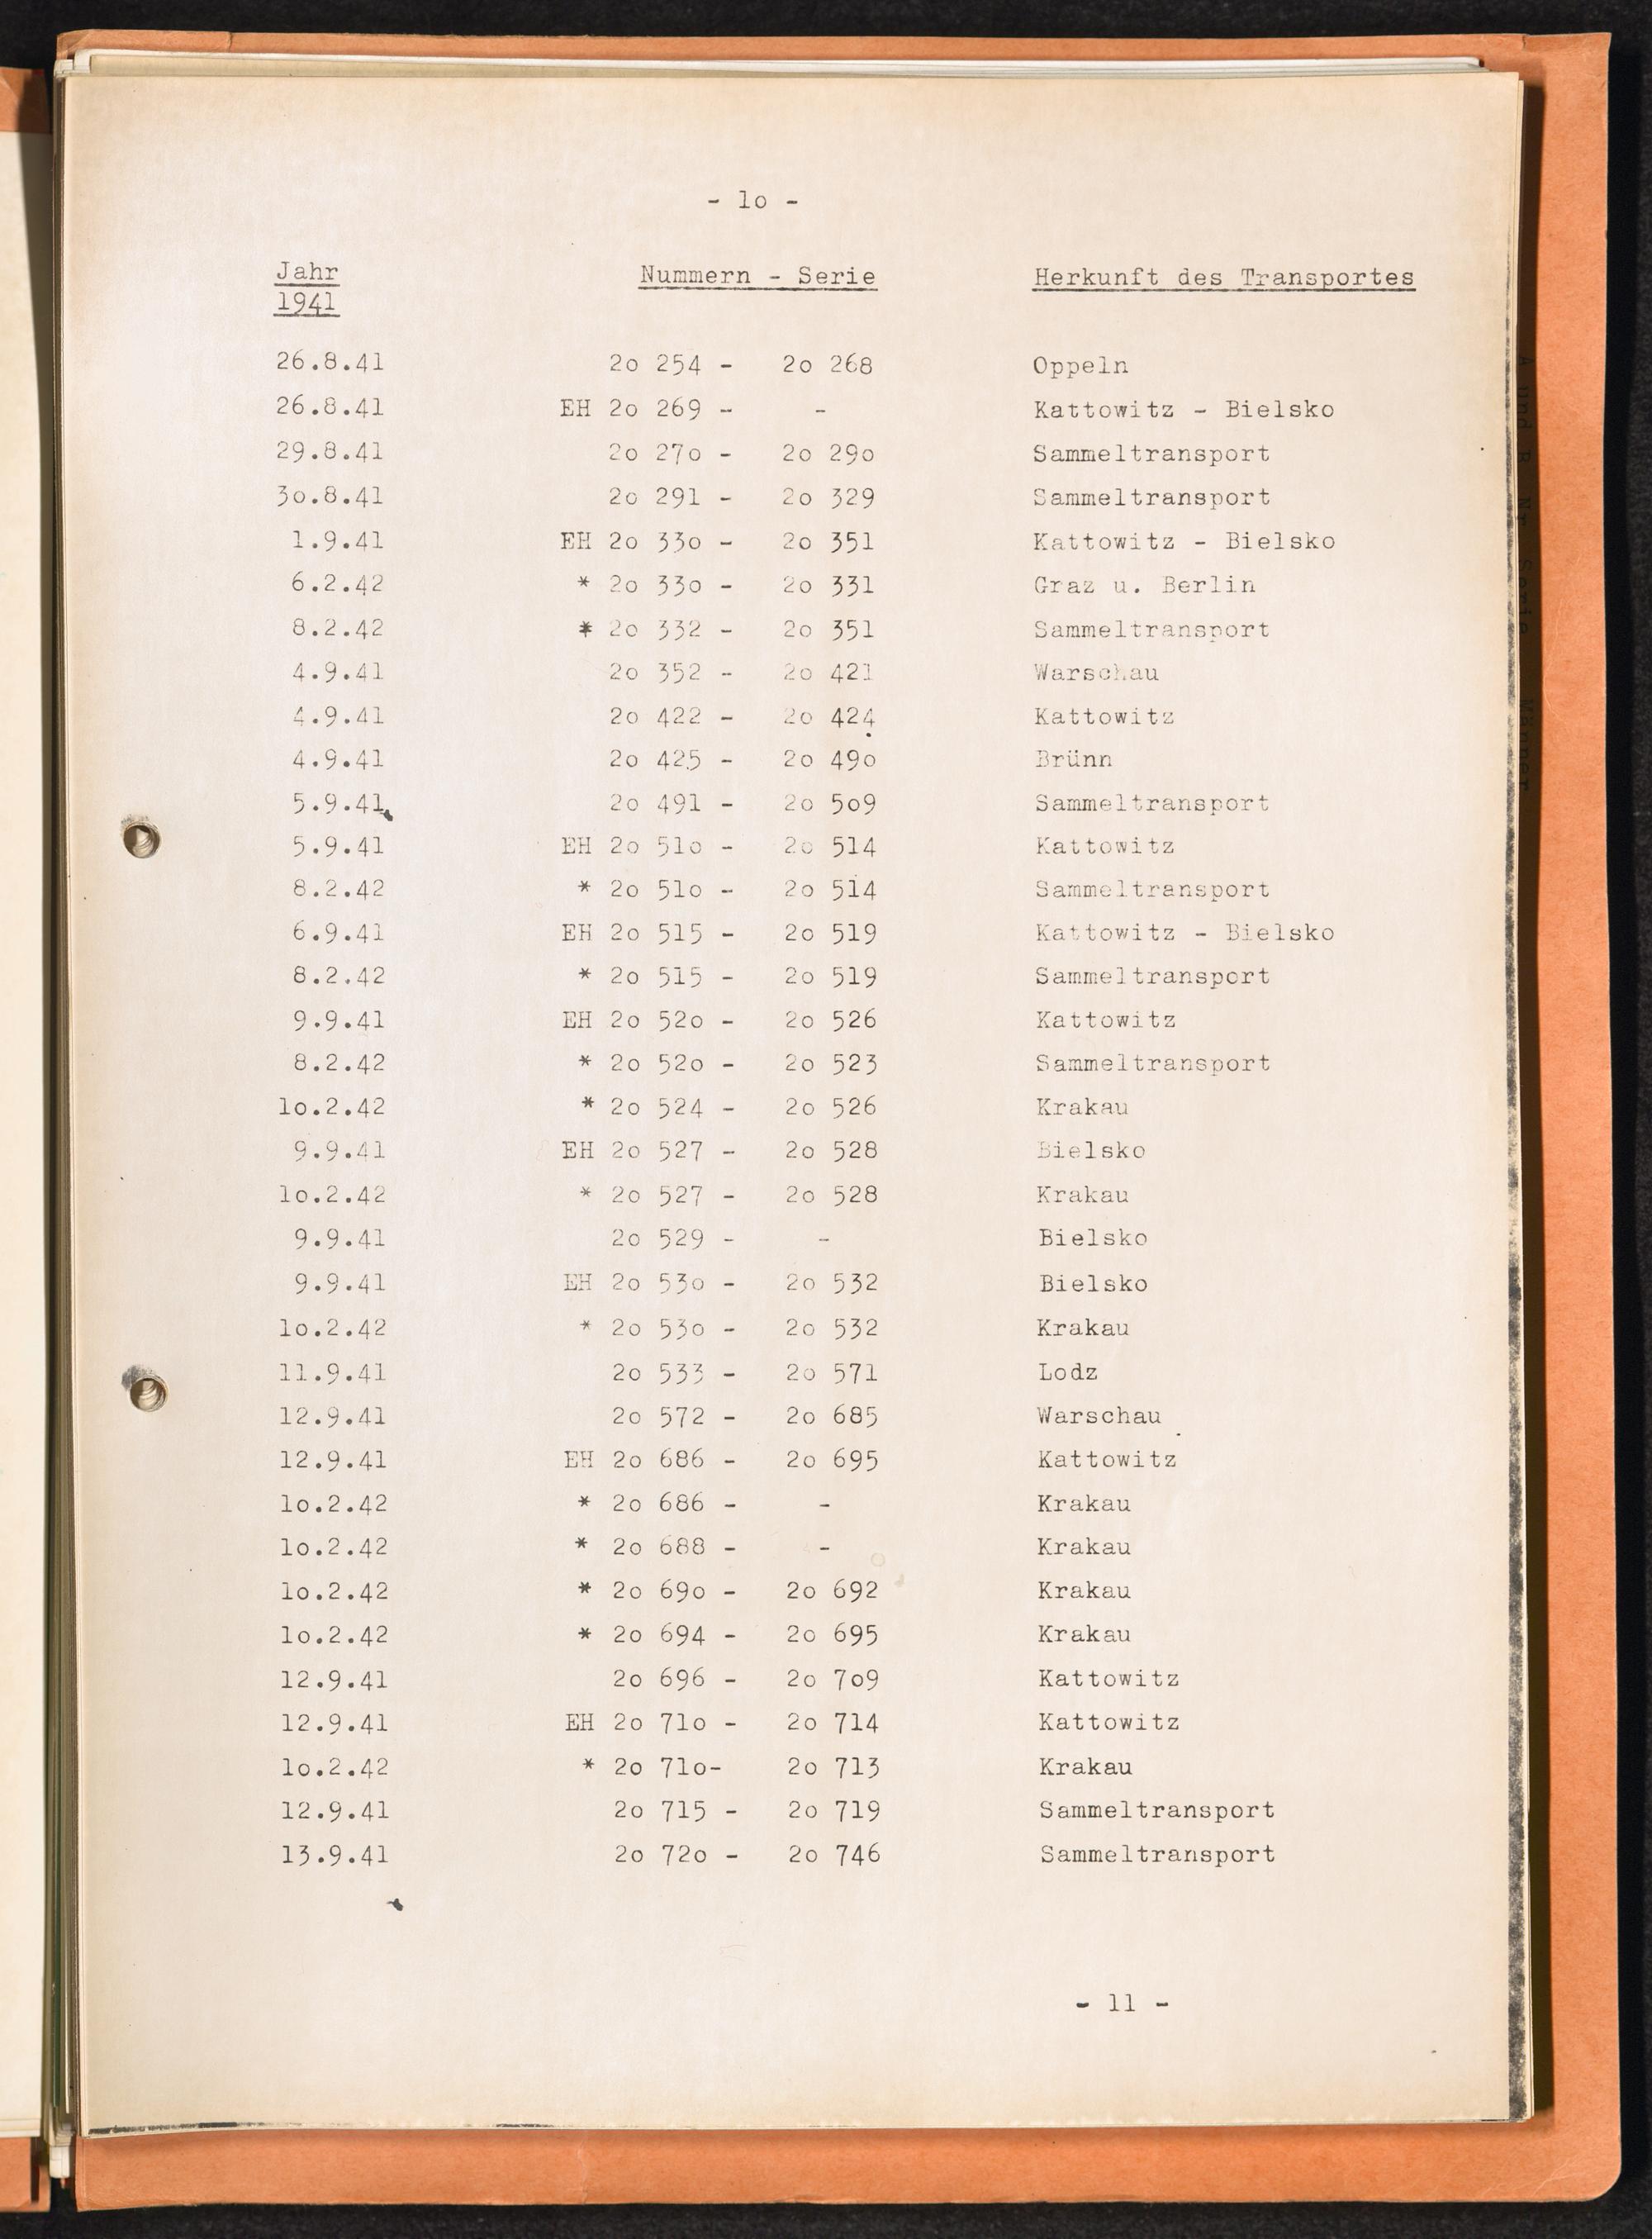 - lo -
Jahr Nummern - Serie Herkunft des Transportes
1941
26.8.41 2o 254 - 2o 268 Oppeln
26.8.41 EH 2o 269 - - Kattowitz - Bielsko
29.8.41 2o 27o - 2o 29o Sammeltransport
3o.8.41 2o 291 - 2o 329 Sammeltransport
1.9.41 EH 2o 33o - 2o 351 Kattowitz - Bielsko
6.2.42 * 2o 33o - 2o 331 Graz u. Berlin
8.2.42 * 2o 332 - 2o 351 Sammeltransport
4.9.41 2o 352 - 2o 421 Warschau
4.9.41 2o 422 - 2o 424 Kattowitz
4.9.41 2o 425 - 2o 49o Brünn
5.9.41 2o 491 - 2o 5o9 Sammeltransport
5.9.41 EH 2o 51o - 2o 514 Kattowitz
8.2.42 * 2o 51o - 2o 514 Sammeltransport
6.9.41 EH 2o 515 - 2o 519 Kattowitz - Bielsko
8.2.42 * 2o 515 - 2o 519 Sammeltransport
9.9.41 EH 2o 52o - 2o 526 Kattowitz
8.2.42 * 2o 52o - 2o 523 Sammeltransport
lo.2.42 * 2o 524 - 2o 526 Krakau
9.9.41 EH 2o 527 - 2o 528 Bielsko
lo.2.42 * 2o 527 - 2o 528 Krakau
9.9.41 2o 529 - - Bielsko
9.9.41 EH 2o 53o - 2o 532 Bielsko
lo.2.42 * 2o 53o - 2o 532 Krakau
11.9.41 2o 533 - 2o 571 Lodz
12.9.41 2o 572 - 2o 685 Warschau
12.9.41 EH 2o 686 - 2o 695 Kattowitz
lo.2.42 * 2o 686 - - Krakau
lo.2.42 * 2o 688 - - Krakau
lo.2.42 * 2o 69o - 2o 692 Krakau
lo.2.42 * 2o 694 - 2o 695 Krakau
12.9.41 2o 696 - 2o 7o9 Kattowitz
12.9.41 EH 2o 71o - 2o 714 Kattowitz
lo.2.42 * 2o 71o- 2o 713 Krakau
12.9.41 2o 715 - 2o 719 Sammeltransport
13.9.41 2o 72o - 2o 746 Sammeltransport
- 11 -